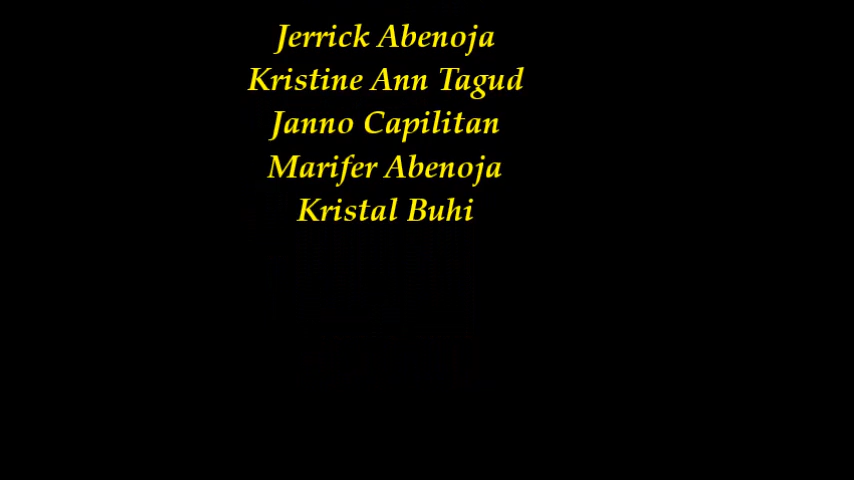 Jerrick Abenoja
Kristine Ann Tagud
Janno Capilitan
Marifer Abenoja
Kristal Buhi